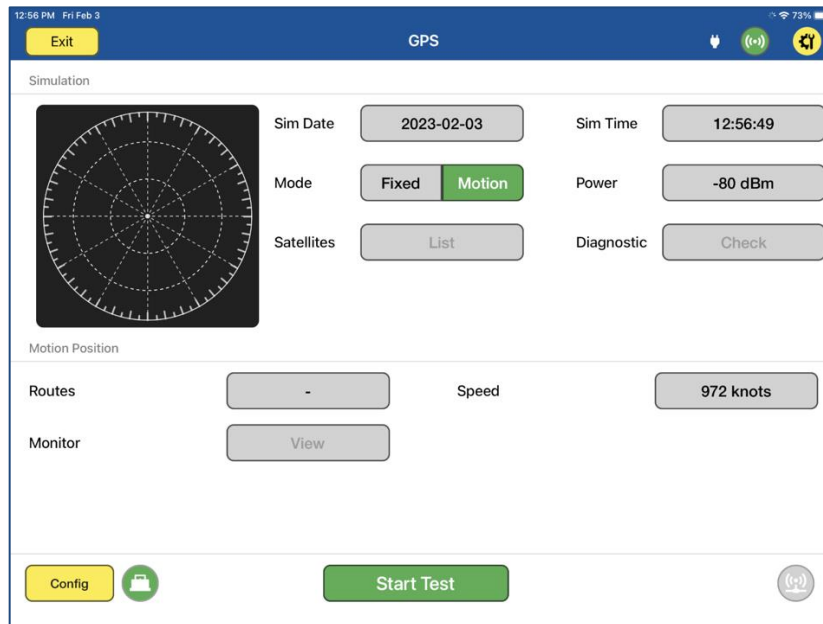 12:56 PM Fri Feb 3 73%
Exit GPS
Simulation
Sim Date 2023-02-03 Sim Time 12:56:49
Mode Fixed Motion Power -80 dBm
Satellites List Diagnostic Check
Motion Position
Routes - Speed 972 knots
Monitor View
Config Start Test